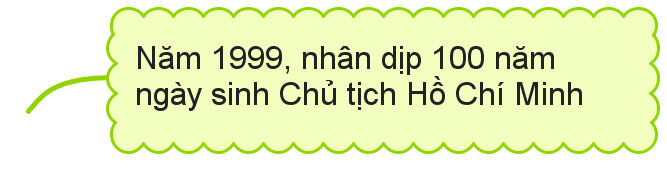 Năm 1999, nhân dịp 100 năm
ngày sinh Chủ tịch Hồ Chí Minh